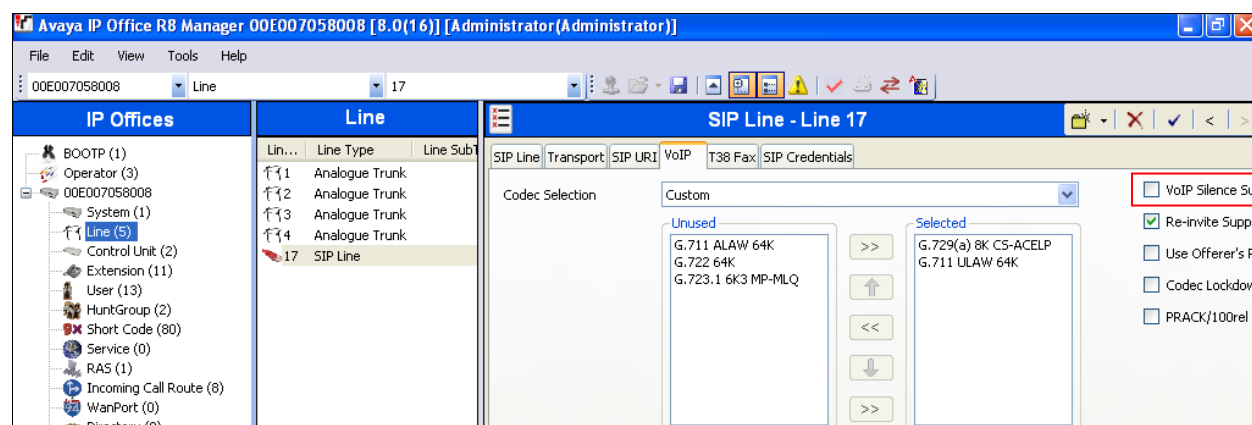 Avaya IP Office R8 Manager 00E007058008 [8.0(16)] [Administrator(Administrator)]
File Edit View Tools Help
00E007058008 Line 17
IP Offices
BOOTP (1)
Operator (3)
00E007058008
System (1)
Line (5)
Control Unit (2)
Extension (11)
User (13)
HuntGroup (2)
Short Code (80)
Service (0)
RAS (1)
Incoming Call Route (8)
WanPort (0)
Line
Lin... Line Type Line SubT
1 Analogue Trunk
2 Analogue Trunk
3 Analogue Trunk
4 Analogue Trunk
17 SIP Line
SIP Line - Line 17
SIP Line Transport SIP URI VoIP T38 Fax SIP Credentials
Codec Selection Custom
Unused
G.711 ALAW 64K
G.722 64K
G.723.1 6K3 MP-MLQ
>>
<<
>>
Selected
G.729(a) 8K CS-ACELP
G.711 ULAW 64K
VoIP Silence Su
Re-invite Supp
Use Offerer's P
Codec Lockdow
PRACK/100rel